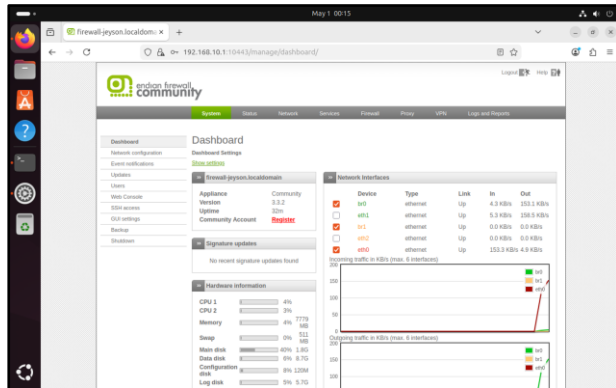 May 1 00:15
firewall-jeyson.localdoma
192.168.10.1:10443/manage/dashboard/
Logout Help
endian firewall
community
System Status Network Services Firewall Proxy VPN Logs and Reports
Dashboard
Network configuration
Event notifications
Updates
Users
Web Console
SSH access
GUI settings
Backup
Shutdown
Dashboard
Dashboard Settings
Show settings
firewall-jeyson.localdomain
Appliance Community
Version 3.3.2
Uptime 32m
Community Account Register
Signature updates
No recent signature updates found
Hardware information
CPU 1 4%
CPU 2 3%
Memory 4% 7779 MB
Swap 0% 511 MB
Main disk 40% 1.8G
Data disk 6% 8.7G
Configuration disk 8% 120M
Log disk 5% 5.7G
Network Interfaces
Device Type Link In Out
br0 ethernet Up 4.3 KB/s 153.1 KB/s
eth1 ethernet Up 5.3 KB/s 158.5 KB/s
br1 ethernet Up 0.0 KB/s 0.0 KB/s
eth2 ethernet Up 0.0 KB/s 0.0 KB/s
eth0 ethernet Up 153.3 KB/s 4.9 KB/s
Incoming traffic in KB/s (max. 6 interfaces)
200
150
100
50
0
br0
br1
eth0
Outgoing traffic in KB/s (max. 6 interfaces)
200
150
100
br0
br1
eth0